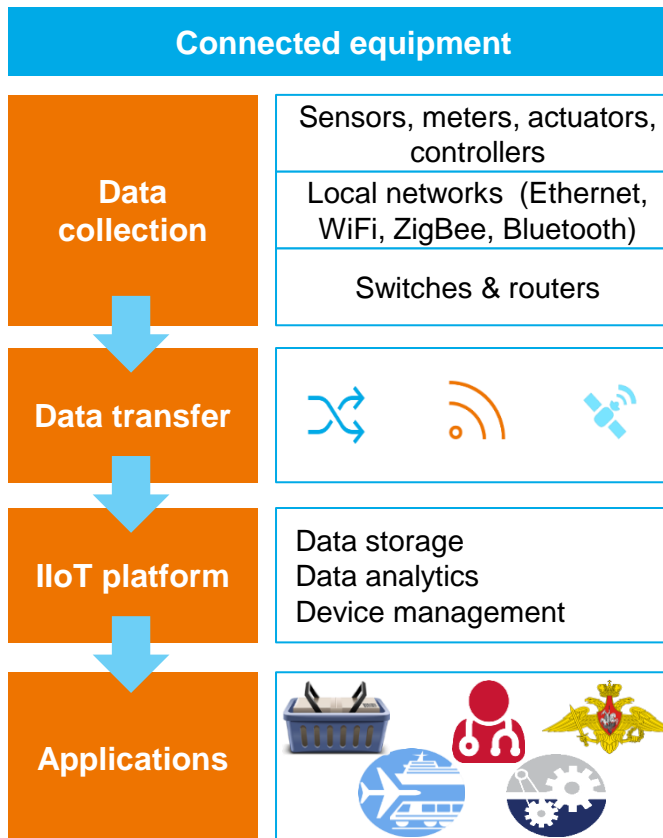 Connected equipment
Data
collection
Sensors, meters, actuators,
controllers
Local networks (Ethernet,
WiFi, ZigBee, Bluetooth)
Switches & routers
Data transfer
IIoT platform
Data storage
Data analytics
Device management
Applications